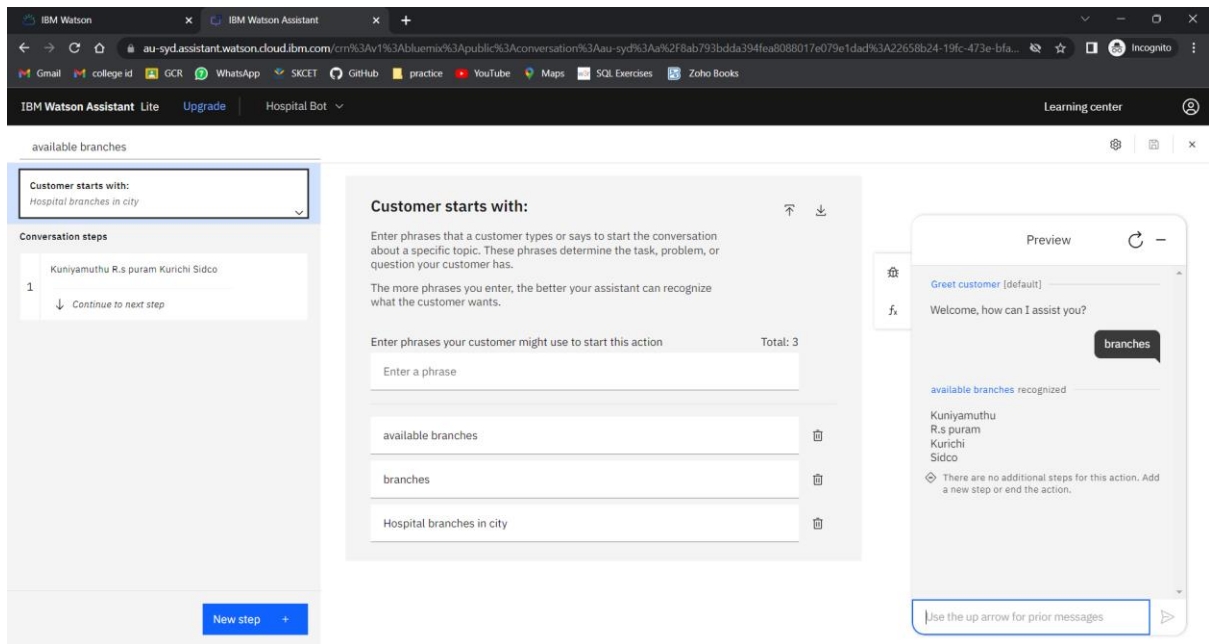 IBM Watson
IBM Watson Assistant
au-syd.assistant.watson.cloud.ibm.com/crn%3Av1%3Abluemix%3Apublic%3Aconversation%3Aau-syd%3Aa%2F8ab793bdda394fea8088017e079e1dad%3A22658b24-19fc-473e-bfa...
Incognito
Gmail college id GCR WhatsApp SKCET GitHub practice YouTube Maps SQL Exercises Zoho Books
IBM Watson Assistant Lite Upgrade Hospital Bot Learning center
available branches
Customer starts with:
Hospital branches in city
Conversation steps
1
Kuniyamuthu R.s puram Kurichi Sidco
Continue to next step
New step +
Customer starts with:
Enter phrases that a customer types or says to start the conversation
about a specific topic. These phrases determine the task, problem, or
question your customer has.
The more phrases you enter, the better your assistant can recognize
what the customer wants.
Enter phrases your customer might use to start this action Total: 3
Enter a phrase
available branches
branches
Hospital branches in city
fx
Preview
Greet customer [default]
Welcome, how can I assist you?
branches
available branches recognized
Kuniyamuthu
R.s puram
Kurichi
Sidco
There are no additional steps for this action. Add
a new step or end the action.
Use the up arrow for prior messages